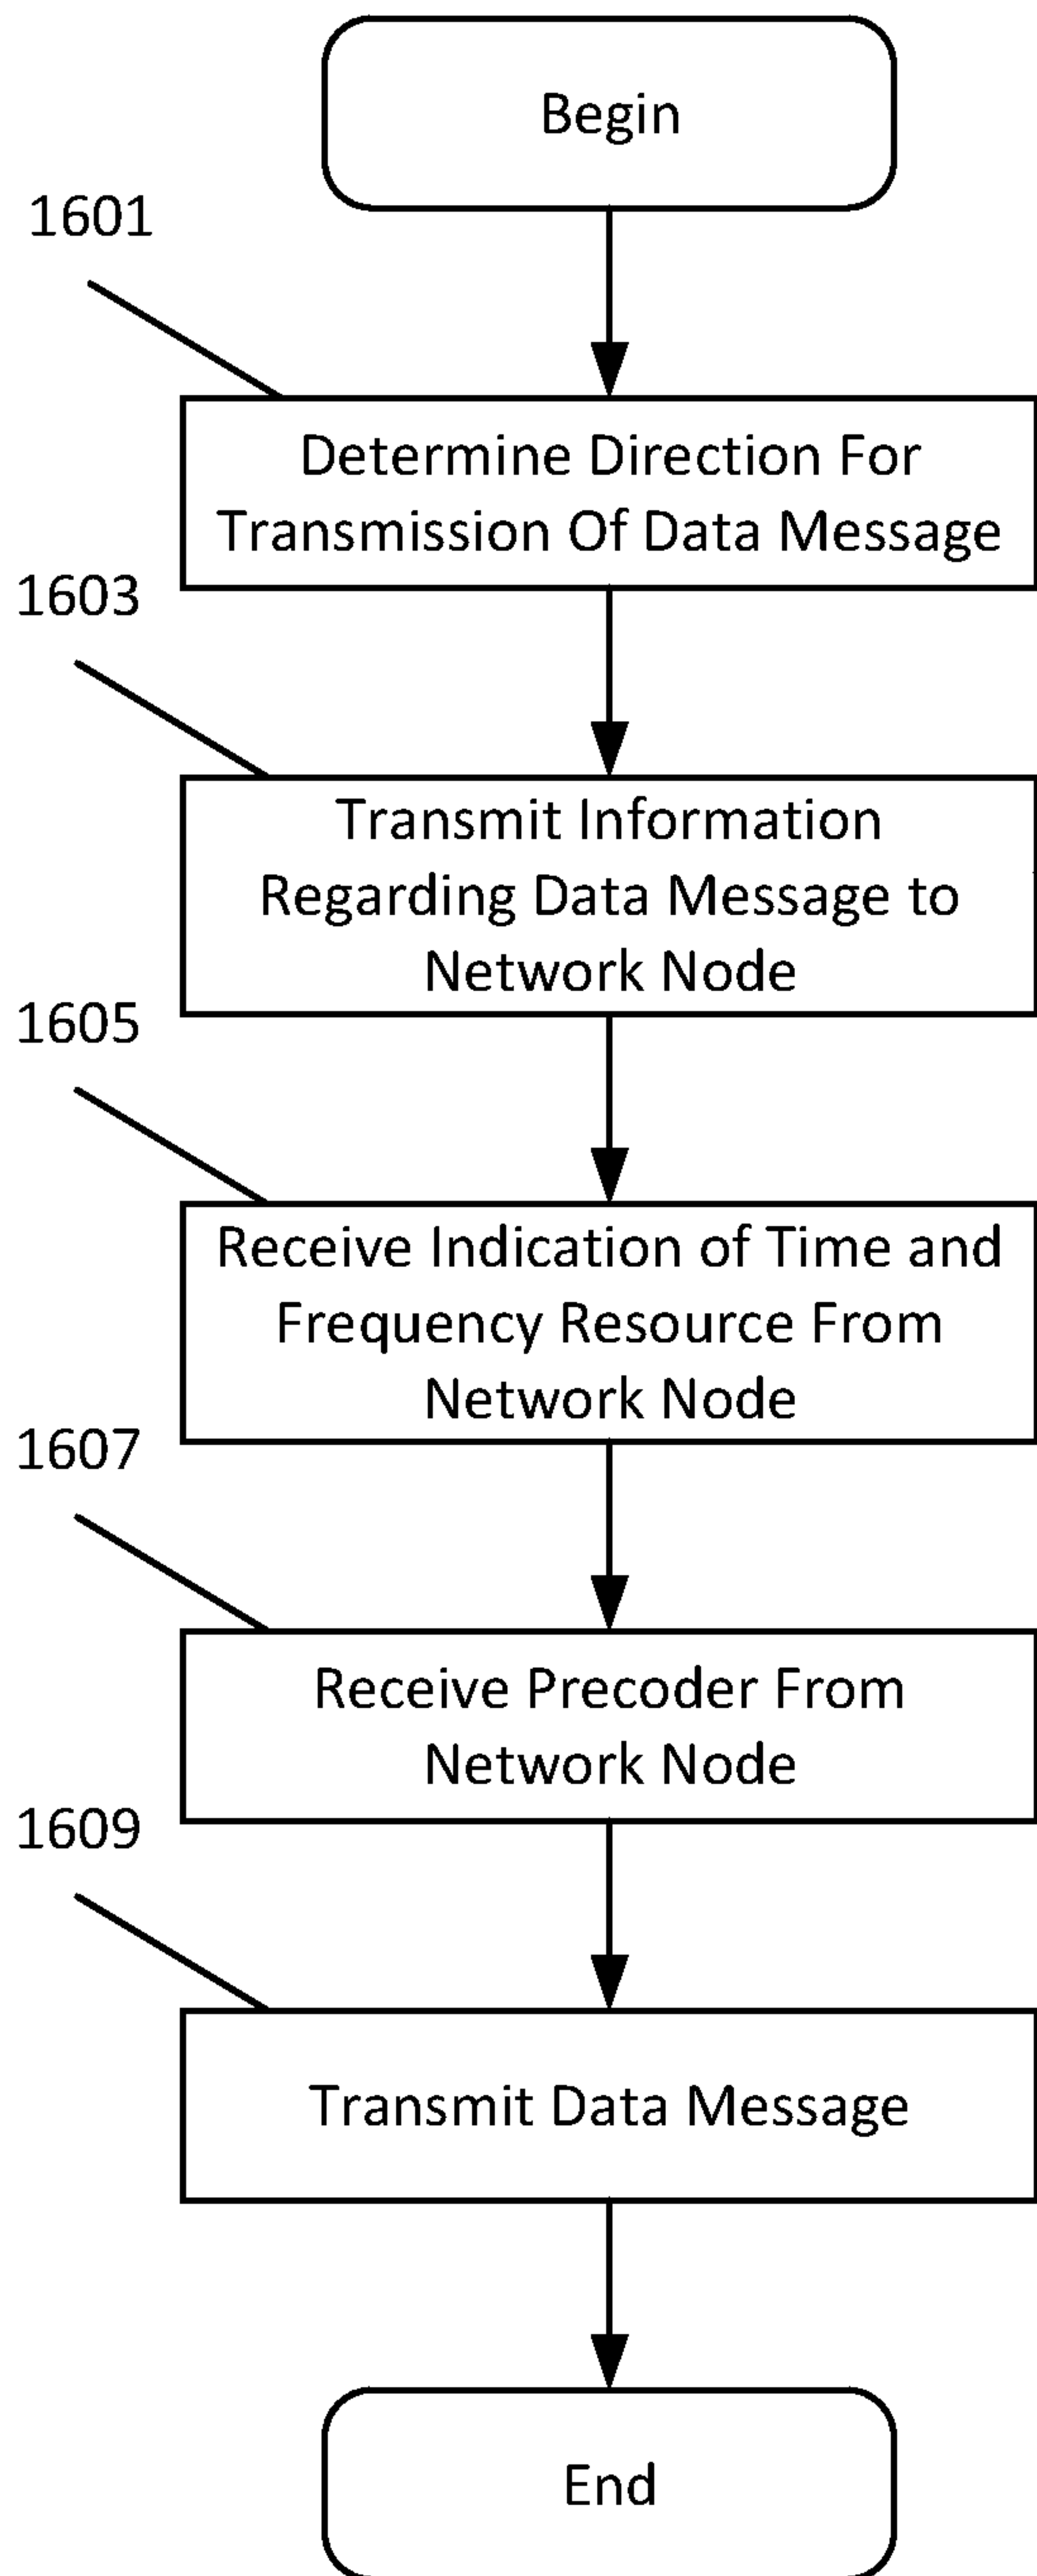 Begin
1601
Determine Direction For
Transmission Of Data Message
1603
Transmit Information
Regarding Data Message to
Network Node
1605
Receive Indication of Time and
Frequency Resource From
Network Node
1607
Receive Precoder From
Network Node
1609
Transmit Data Message
End